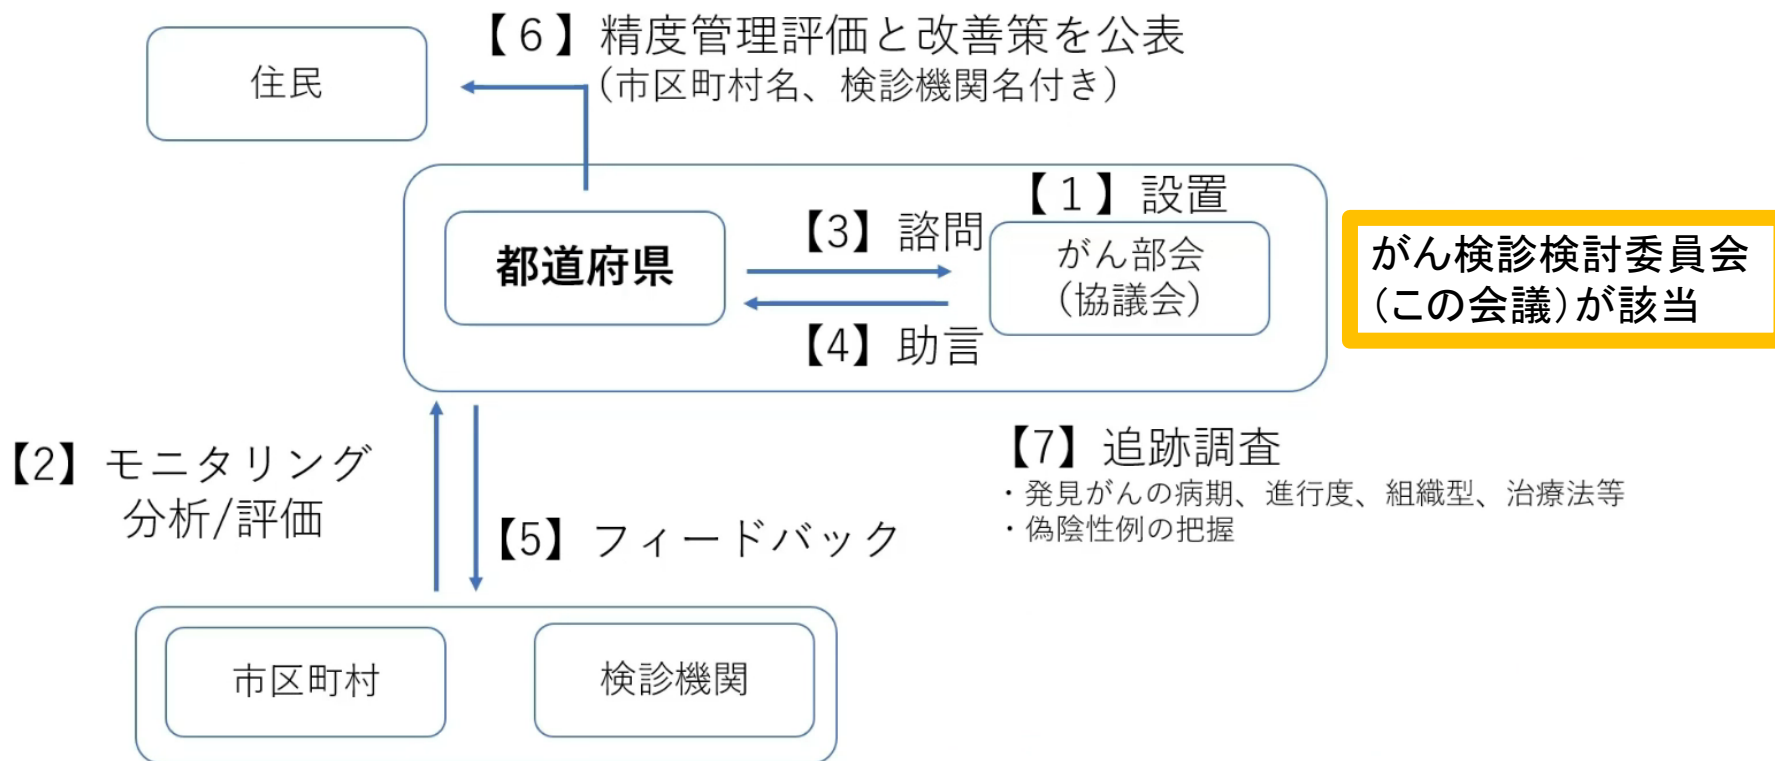 【６】精度管理評価と改善策を公表
（市区町村名、検診機関名付き）
住民
【１】設置
【3】諮問
都道府県
がん部会
（協議会）
【4】助言
がん検診検討委員会
（この会議）が該当
【2】モニタリング
分析/評価
【5】フィードバック
【7】追跡調査
・発見がんの病期、進行度、組織型、治療法等
・偽陰性例の把握
市区町村
検診機関